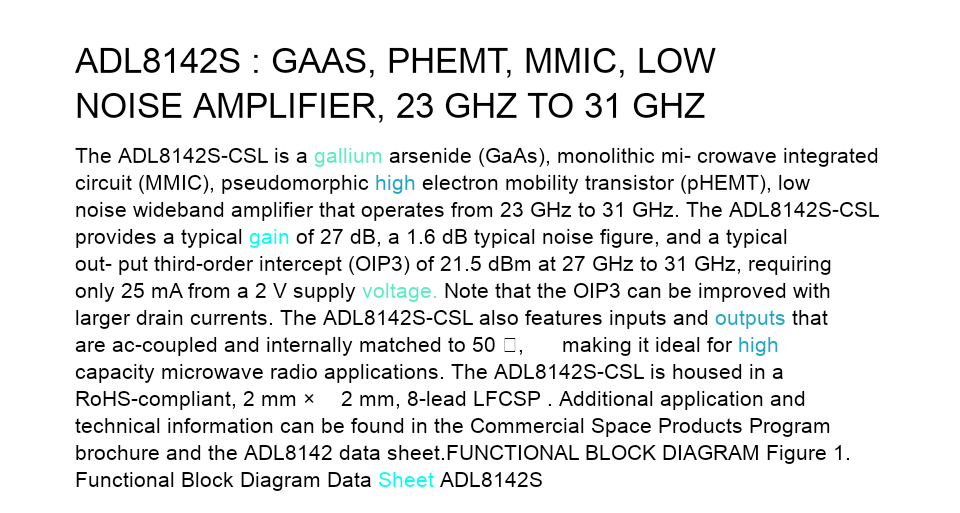 ADL8142S : GAAS, PHEMT, MMIC, LOW
NOISE AMPLIFIER, 23 GHZ TO 31 GHZ
The ADL8142S-CSL is a gallium arsenide (GaAs), monolithic mi- crowave integrated
circuit (MMIC), pseudomorphic high electron mobility transistor (pHEMT), low
noise wideband amplifier that operates from 23 GHz to 31 GHz. The ADL8142S-CSL
provides a typical gain of 27 dB, a 1.6 dB typical noise figure, and a typical
out- put third-order intercept (OIP3) of 21.5 dBm at 27 GHz to 31 GHz, requiring
only 25 mA from a 2 V supply voltage. Note that the OIP3 can be improved with
larger drain currents. The ADL8142S-CSL also features inputs and outputs that
are ac-coupled and internally matched to 50 □, making it ideal for high
capacity microwave radio applications. The ADL8142S-CSL is housed in a
RoHS-compliant, 2 mm × 2 mm, 8-lead LFCSP . Additional application and
technical information can be found in the Commercial Space Products Program
brochure and the ADL8142 data sheet.FUNCTIONAL BLOCK DIAGRAM Figure 1.
Functional Block Diagram Data Sheet ADL8142S